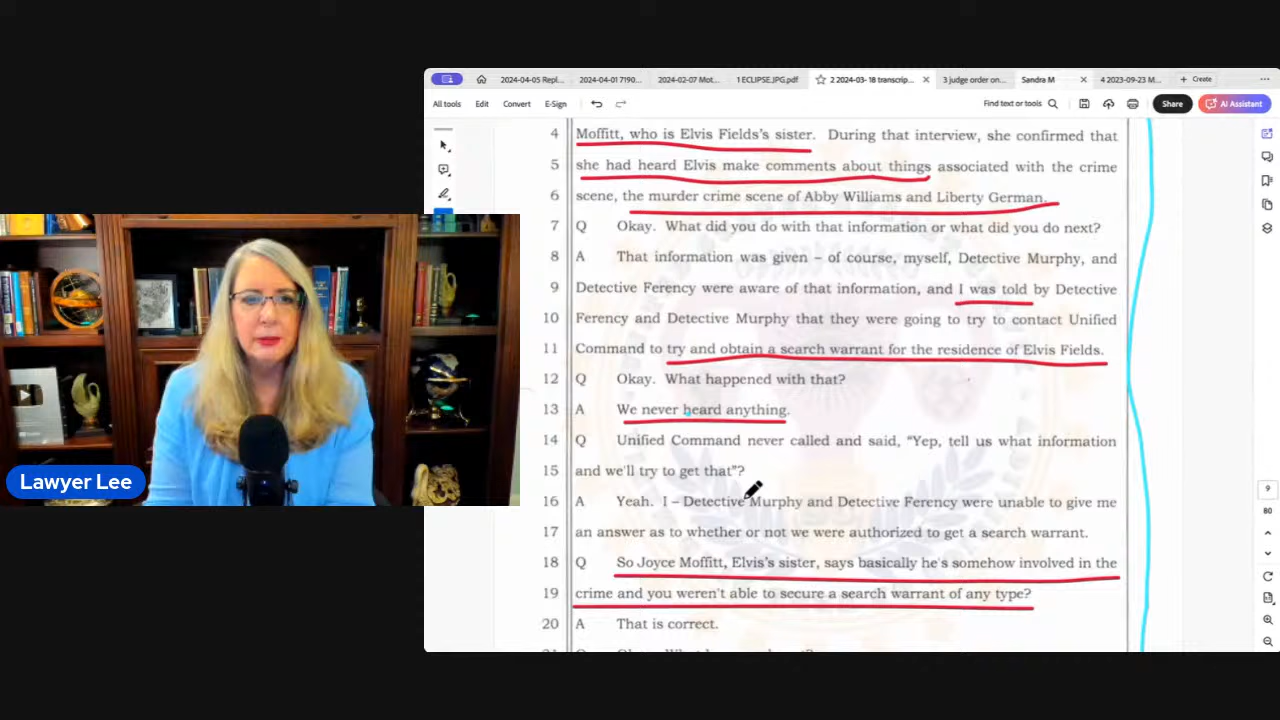 2024-04-05 Repl... 2024-04-01 7190... 2024-02-07 Mot... 1 ECLIPSE.JPG.pdf 2 2024-03- 18 transcrip... 3 judge order on... Sandra M 4 2023-09-23 M... + Create
All tools Edit Convert E-Sign Find text or tools Share AI Assistant
4 Moffitt, who is Elvis Fields's sister. During that interview, she confirmed that
5 she had heard Elvis make comments about things associated with the crime
6 scene, the murder crime scene of Abby Williams and Liberty German.
7 Q Okay. What did you do with that information or what did you do next?
8 A That information was given – of course, myself, Detective Murphy, and
9 Detective Ferency were aware of that information, and I was told by Detective
10 Ferency and Detective Murphy that they were going to try to contact Unified
11 Command to try and obtain a search warrant for the residence of Elvis Fields.
12 Q Okay. What happened with that?
13 A We never heard anything.
14 Q Unified Command never called and said, “Yep, tell us what information
15 and we'll try to get that”?
16 A Yeah. I – Detective Murphy and Detective Ferency were unable to give me
17 an answer as to whether or not we were authorized to get a search warrant.
18 Q So Joyce Moffitt, Elvis's sister, says basically he's somehow involved in the
19 crime and you weren't able to secure a search warrant of any type?
20 A That is correct.
9
80
Lawyer Lee